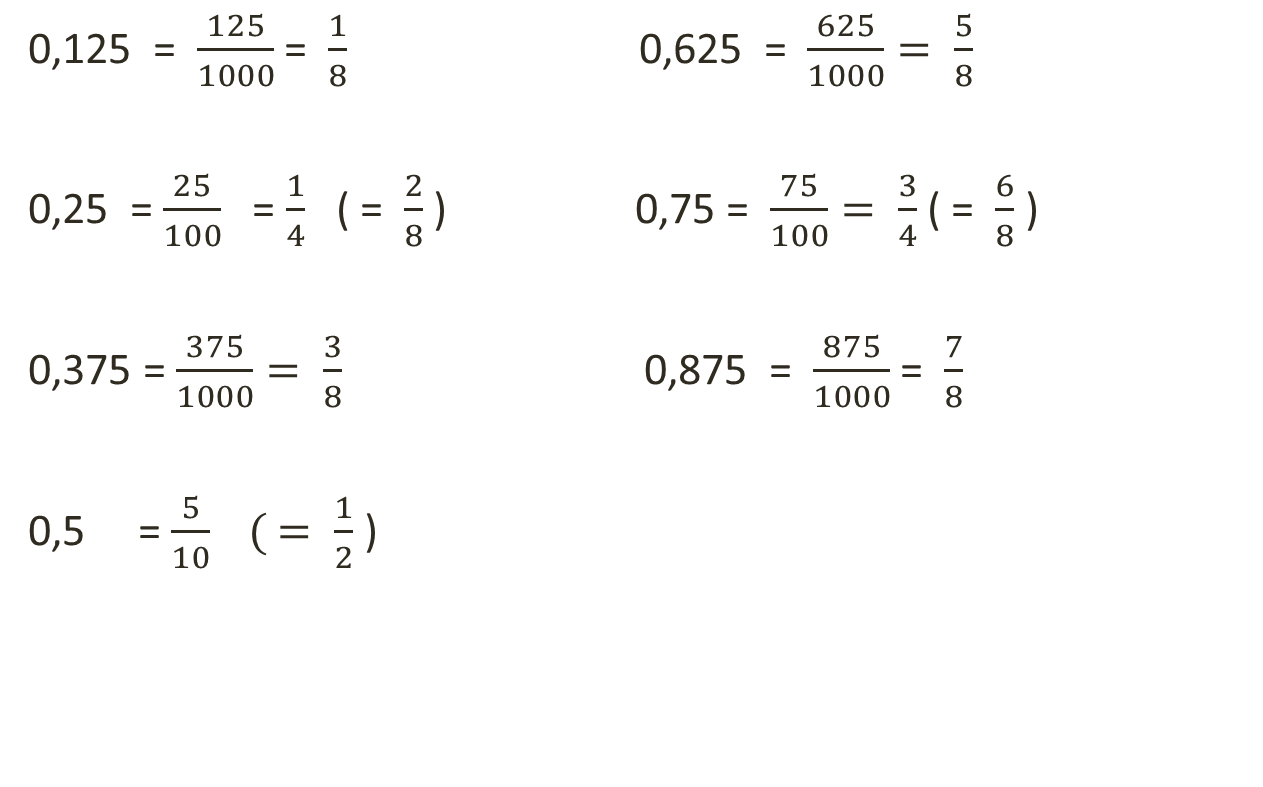 0,125 = 125/1000 = 1/8
0,625 = 625/1000 = 5/8
0,25 = 25/100 = 1/4 ( = 2/8 )
0,75 = 75/100 = 3/4 ( = 6/8 )
0,375 = 375/1000 = 3/8
0,875 = 875/1000 = 7/8
0,5 = 5/10 ( = 1/2 )